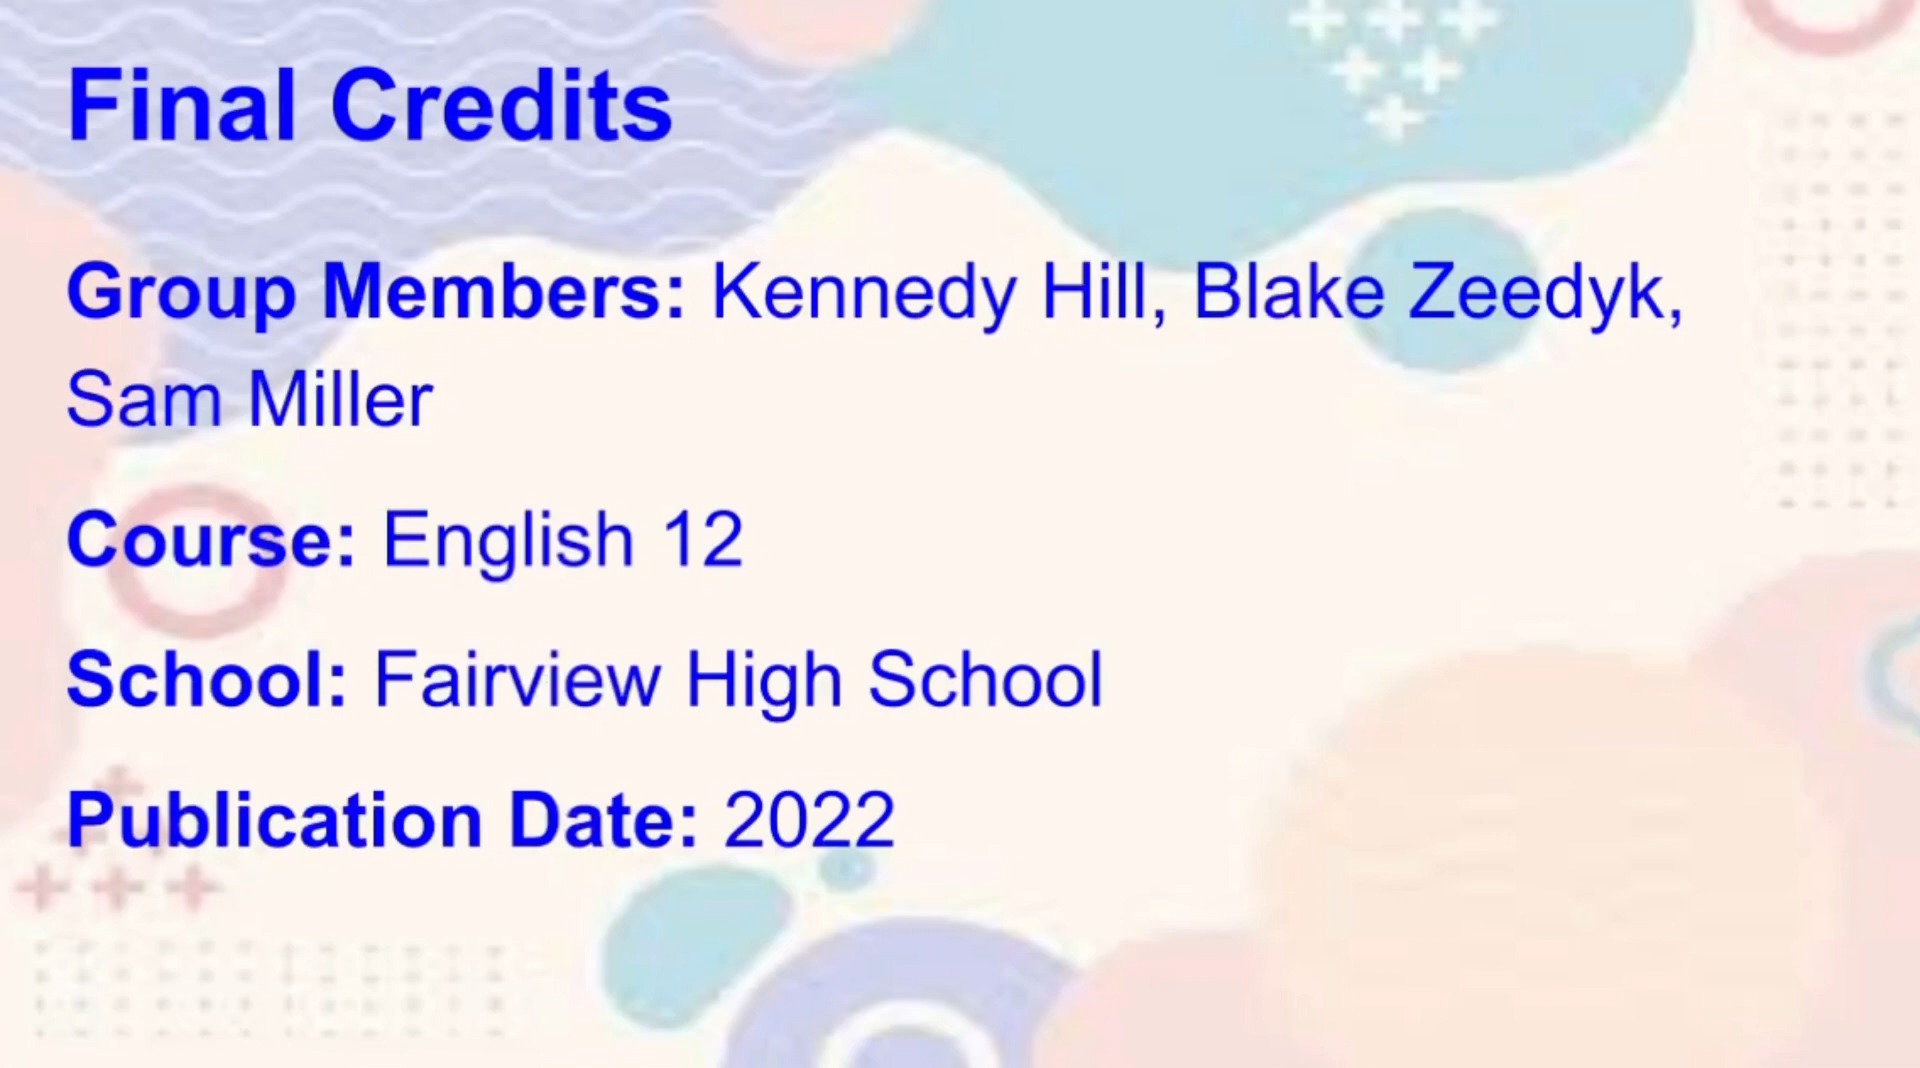 Final Credits
Group Members: Kennedy Hill, Blake Zeedyk,
Sam Miller
Course: English 12
School: Fairview High School
Publication Date: 2022